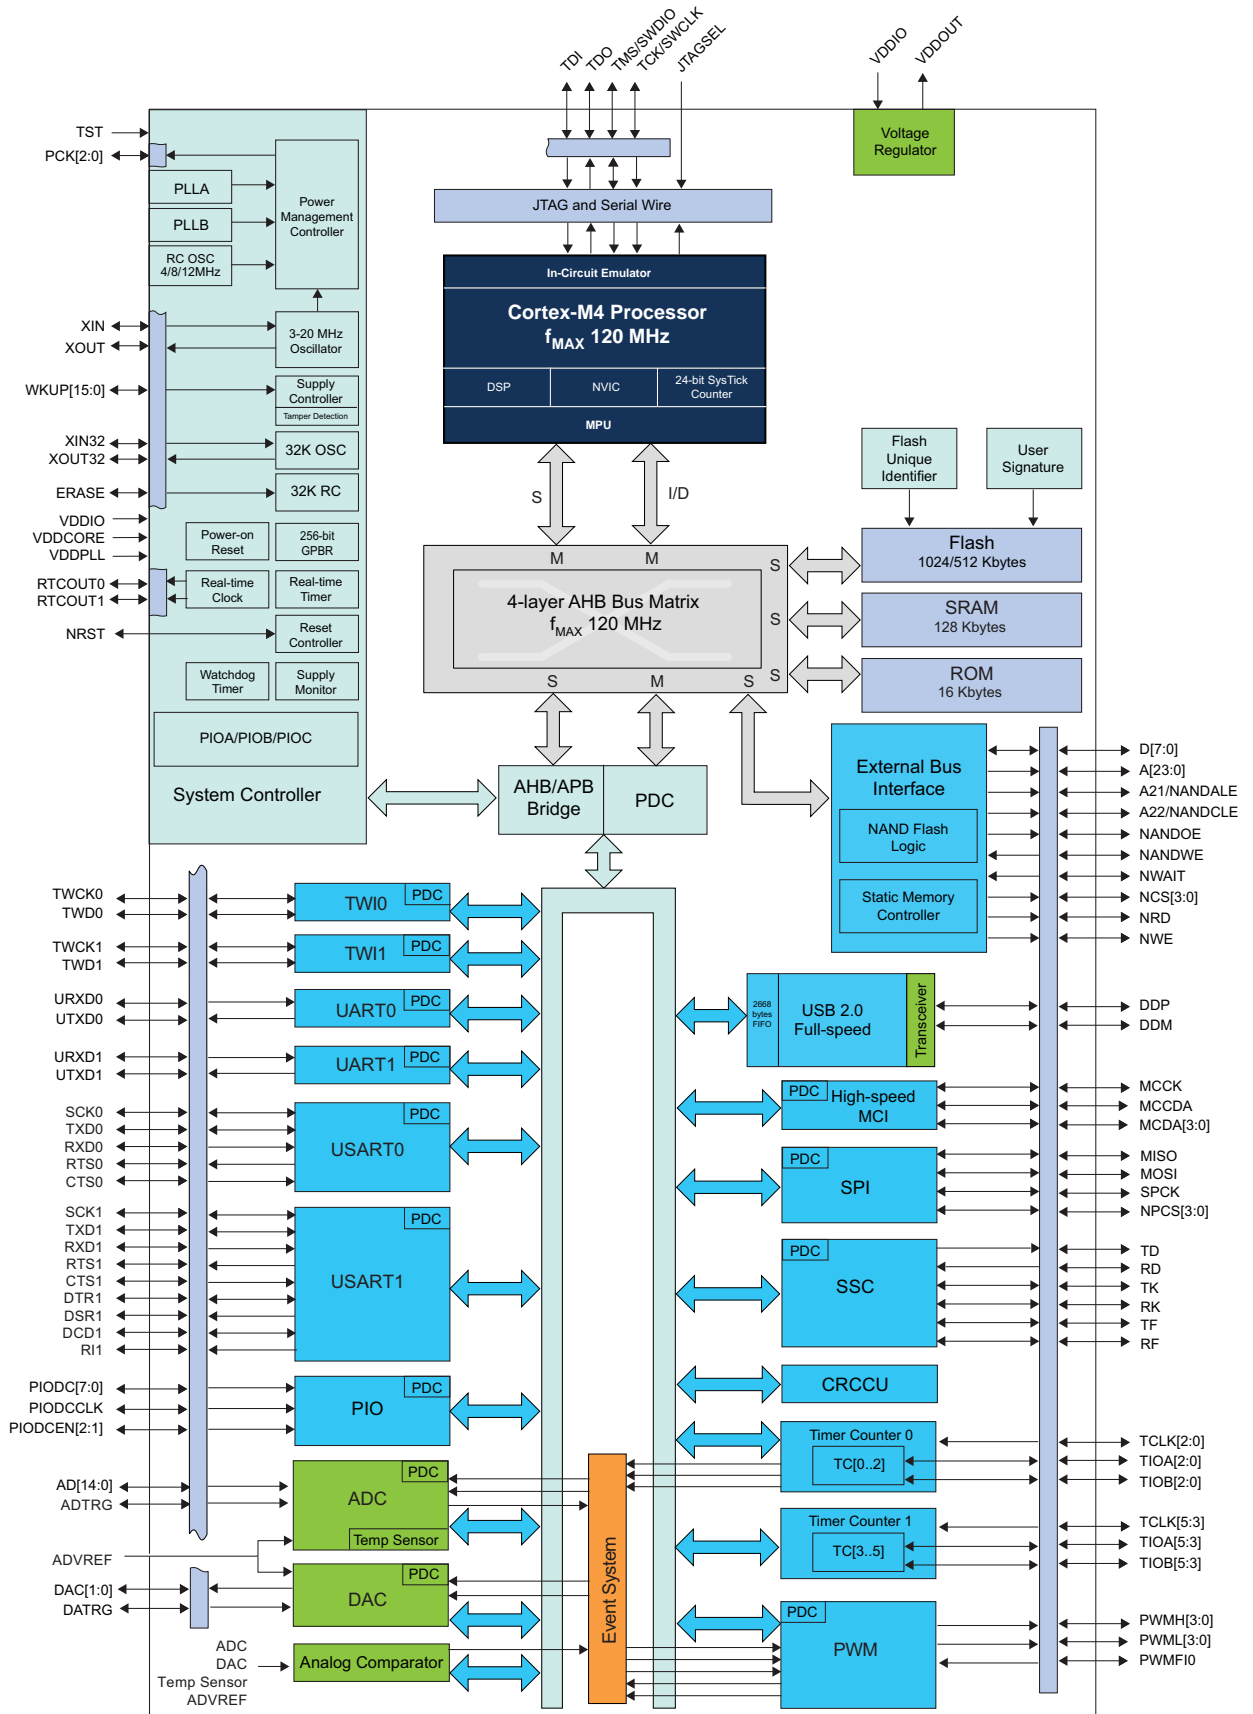 TDI
TDO
TMS/SWDIO
TCK/SWCLK
JTAGSEL
VDDIO
VDDOUT
Voltage
Regulator
TST
PCK[2:0]
PLLA
PLLB
RC OSC
4/8/12MHz
Power
Management
Controller
XIN
XOUT
3-20 MHz
Oscillator
WKUP[15:0]
Supply
Controller
Tamper Detection
XIN32
XOUT32
32K OSC
ERASE
32K RC
VDDIO
VDDCORE
VDDPLL
Power-on
Reset
256-bit
GPBR
RTCOUT0
RTCOUT1
Real-time
Clock
Real-time
Timer
NRST
Reset
Controller
Watchdog
Timer
Supply
Monitor
PIOA/PIOB/PIOC
System Controller
JTAG and Serial Wire
In-Circuit Emulator
Cortex-M4 Processor
fMAX 120 MHz
DSP
NVIC
24-bit SysTick
Counter
MPU
S
I/D
M
M
S
4-layer AHB Bus Matrix
fMAX 120 MHz
S
S
S
M
S
Flash
Unique
Identifier
User
Signature
Flash
1024/512 Kbytes
SRAM
128 Kbytes
ROM
16 Kbytes
AHB/APB
Bridge
PDC
External Bus
Interface
NAND Flash
Logic
Static Memory
Controller
D[7:0]
A[23:0]
A21/NANDALE
A22/NANDCLE
NANDOE
NANDWE
NWAIT
NCS[3:0]
NRD
NWE
TWCK0
TWD0
TWI0
PDC
TWCK1
TWD1
TWI1
PDC
URXD0
UTXD0
UART0
PDC
URXD1
UTXD1
UART1
PDC
SCK0
TXD0
RXD0
RTS0
CTS0
USART0
PDC
SCK1
TXD1
RXD1
RTS1
CTS1
DTR1
DSR1
DCD1
RI1
USART1
PDC
PIODC[7:0]
PIODCCLK
PIODCEN[2:1]
PIO
PDC
AD[14:0]
ADTRG
ADC
PDC
Temp Sensor
ADVREF
DAC[1:0]
DATRG
DAC
PDC
ADC
DAC
Temp Sensor
ADVREF
Analog Comparator
Event System
2668
bytes
FIFO
USB 2.0
Full-speed
Transceiver
DDP
DDM
PDC
High-speed
MCI
MCCK
MCCDA
MCDA[3:0]
PDC
SPI
MISO
MOSI
SPCK
NPCS[3:0]
PDC
SSC
TD
RD
TK
RK
TF
RF
CRCCU
Timer Counter 0
TC[0..2]
TCLK[2:0]
TIOA[2:0]
TIOB[2:0]
Timer Counter 1
TC[3..5]
TCLK[5:3]
TIOA[5:3]
TIOB[5:3]
PDC
PWM
PWMH[3:0]
PWML[3:0]
PWMFI0